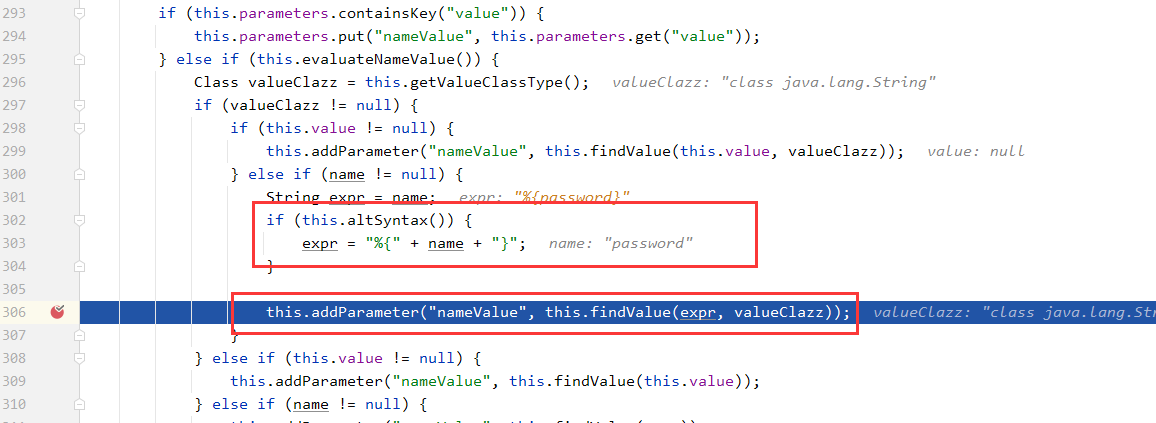 293 if (this.parameters.containsKey("value")) {
294 this.parameters.put("nameValue", this.parameters.get("value"));
295 } else if (this.evaluateNameValue()) {
296 Class valueClazz = this.getValueClassType(); valueClazz: "class java.lang.String"
297 if (valueClazz != null) {
298 if (this.value != null) {
299 this.addParameter("nameValue", this.findValue(this.value, valueClazz)); value: null
300 } else if (name != null) {
301 String expr = name; expr: "%{password}"
302 if (this.altSyntax()) {
303 expr = "%{" + name + "}"; name: "password"
304 }
305
306 this.addParameter("nameValue", this.findValue(expr, valueClazz)); valueClazz: "class java.lang.Str
307 }
308 } else if (this.value != null) {
309 this.addParameter("nameValue", this.findValue(this.value));
310 } else if (name != null) {